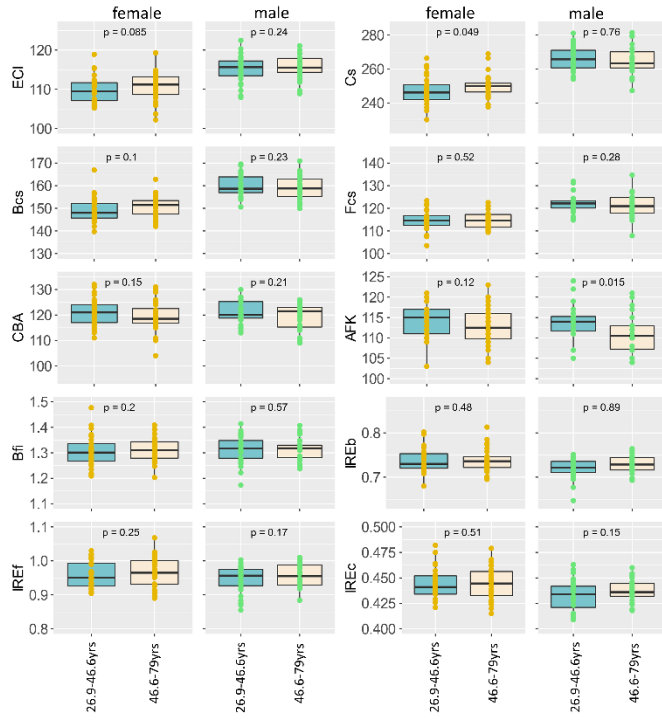 female male female male
p = 0.085 p = 0.24 p = 0.049 p = 0.76
ECI
120
110
100
Cs
280
260
240
p = 0.1 p = 0.23 p = 0.52 p = 0.28
Bcs
170
160
150
140
130
Fcs
140
130
120
110
100
p = 0.15 p = 0.21 p = 0.12 p = 0.015
CBA
130
120
110
100
AFK
125
120
115
110
105
100
p = 0.2 p = 0.57 p = 0.48 p = 0.89
Bfi
1.5
1.4
1.3
1.2
1.1
IREb
0.8
0.7
p = 0.25 p = 0.17 p = 0.51 p = 0.15
IREf
1.1
1.0
0.9
0.8
IREc
0.500
0.475
0.450
0.425
0.400
26.9-46.6yrs 46.6-79yrs 26.9-46.6yrs 46.6-79yrs 26.9-46.6yrs 46.6-79yrs 26.9-46.6yrs 46.6-79yrs